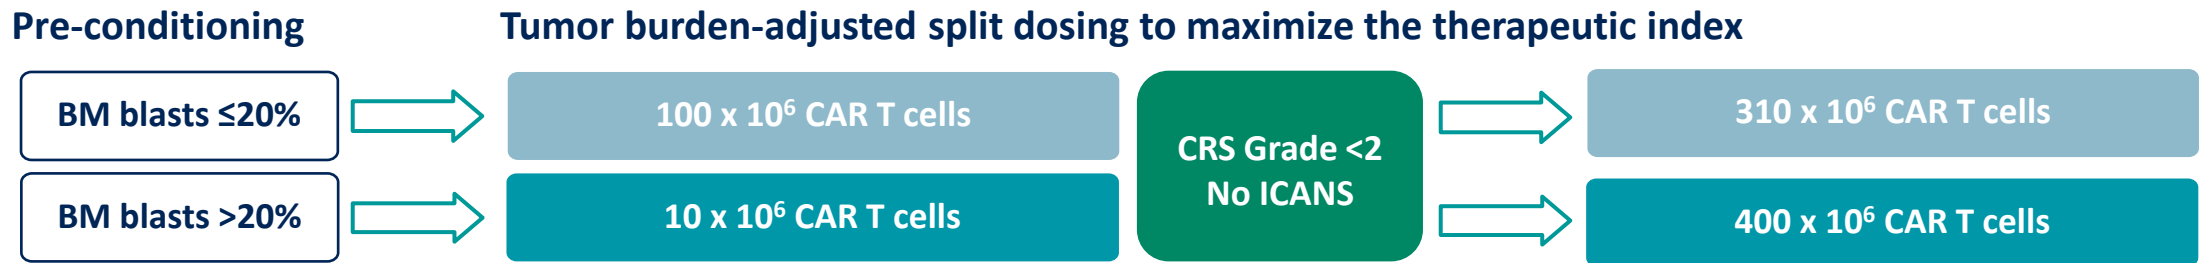 Pre-conditioning
Tumor burden-adjusted split dosing to maximize the therapeutic index
BM blasts ≤20%
100 x 10⁶ CAR T cells
CRS Grade <2
No ICANS
310 x 10⁶ CAR T cells
BM blasts >20%
10 x 10⁶ CAR T cells
400 x 10⁶ CAR T cells